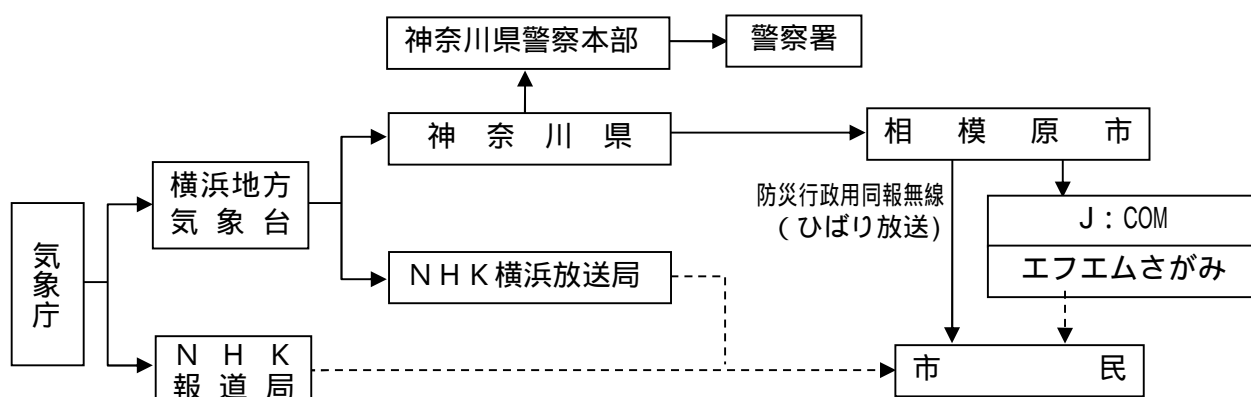 神奈川県警察本部
警察署
神奈川県
相模原市
横浜地方
気象台
防災行政用同報無線
(ひばり放送)
J:COM
エフエムさがみ
気象庁
NHK横浜放送局
NHK
報道局
市民